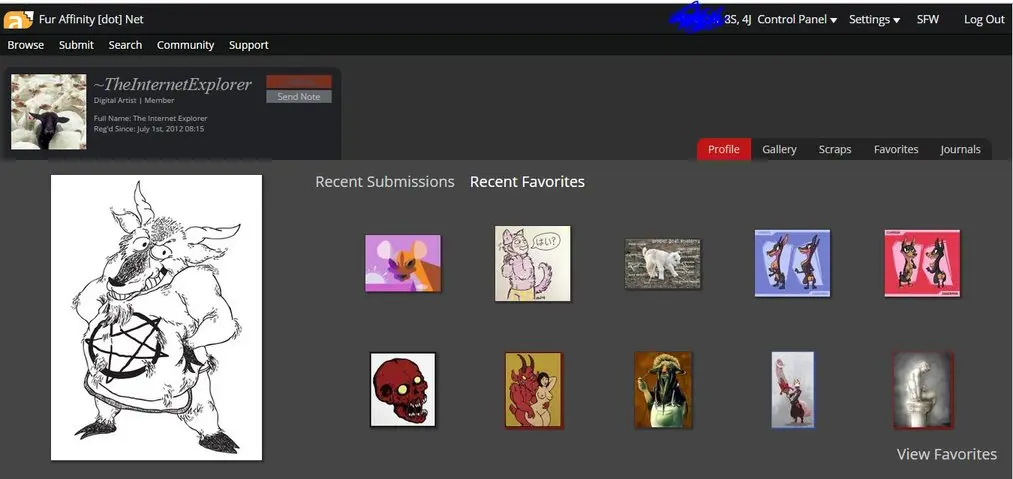 a Fur Affinity [dot] Net
3S, 4J Control Panel Settings SFW Log Out
Browse Submit Search Community Support
~TheInternetExplorer
Digital Artist | Member
Full Name: The Internet Explorer
Reg'd Since: July 1st, 2012 08:15
Send Note
Profile Gallery Scraps Favorites Journals
Recent Submissions Recent Favorites
はい?
View Favorites